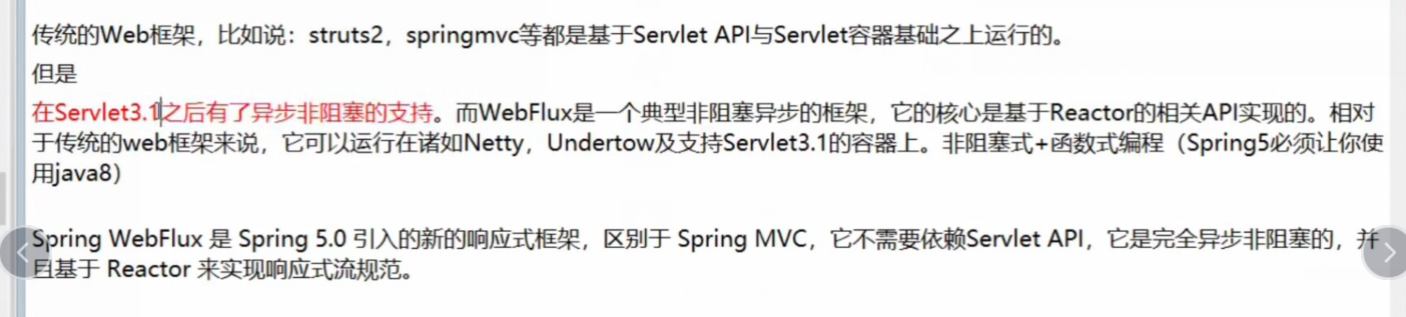 传统的Web框架，比如说：struts2，springmvc等都是基于Servlet API与Servlet容器基础之上运行的。
但是
在Servlet3.1之后有了异步非阻塞的支持。而WebFlux是一个典型非阻塞异步的框架，它的核心是基于Reactor的相关API实现的。相对
于传统的web框架来说，它可以运行在诸如Netty，Undertow及支持Servlet3.1的容器上。非阻塞式+函数式编程（Spring5必须让你使
用java8）
Spring WebFlux 是 Spring 5.0 引入的新的响应式框架，区别于 Spring MVC，它不需要依赖Servlet API，它是完全异步非阻塞的，并
且基于 Reactor 来实现响应式流规范。